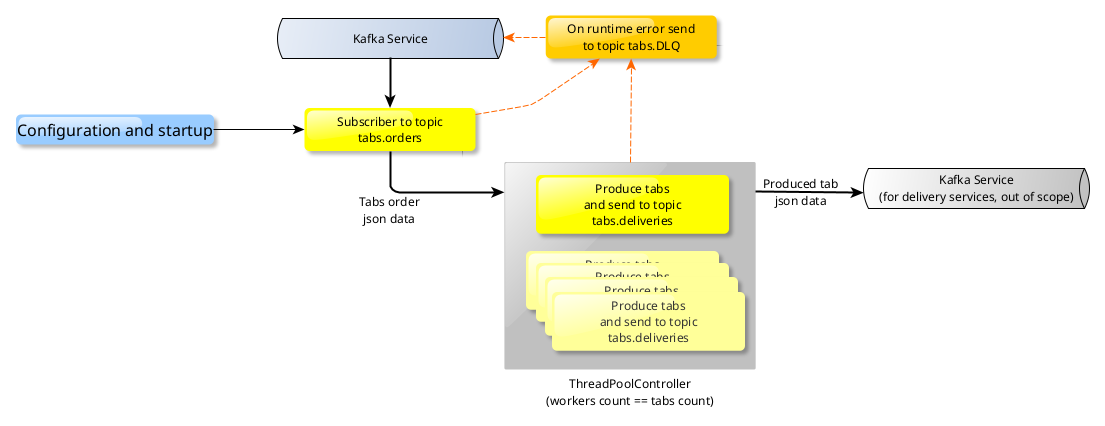 Kafka Service
On runtime error send
to topic tabs.DLQ
Configuration and startup
Subscriber to topic
tabs.orders
Tabs order
json data
Produce tabs
and send to topic
tabs.deliveries
Produce tabs
Produce tabs
Produce tabs
Produce tabs
and send to topic
tabs.deliveries
Produced tab
json data
Kafka Service
(for delivery services, out of scope)
ThreadPoolController
(workers count == tabs count)